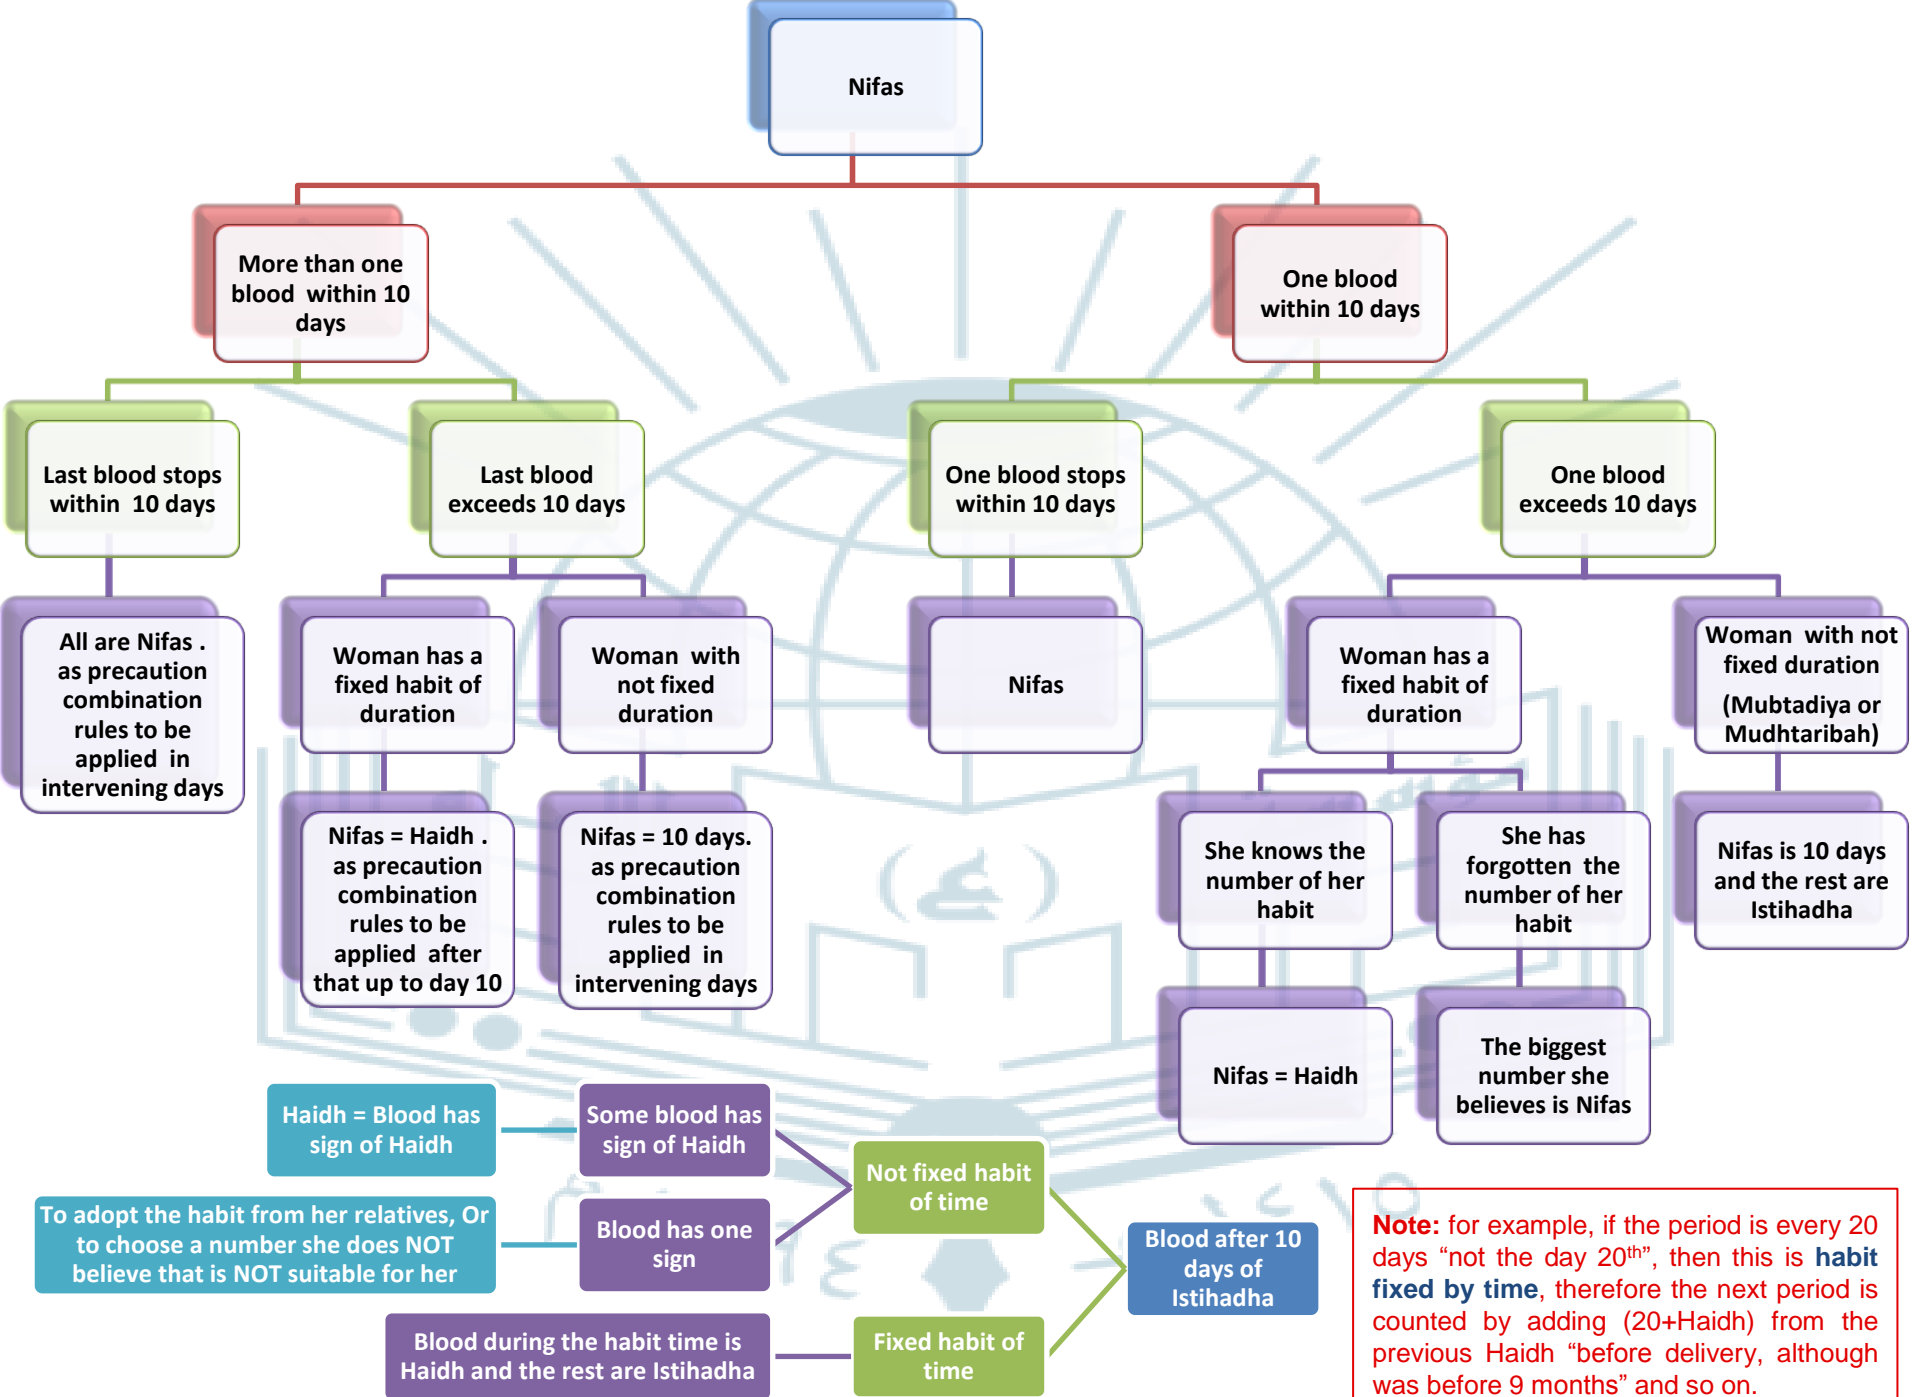 Nifas
More than one
blood within 10
days
One blood
within 10 days
Last blood stops
within 10 days
Last blood
exceeds 10 days
One blood stops
within 10 days
One blood
exceeds 10 days
All are Nifas .
as precaution
combination
rules to be
applied in
intervening days
Woman has a
fixed habit of
duration
Woman with
not fixed
duration
Nifas
Woman has a
fixed habit of
duration
Woman with not
fixed duration
(Mubtadiya or
Mudhtaribah)
Nifas = Haidh .
as precaution
combination
rules to be
applied after
that up to day 10
Nifas = 10 days.
as precaution
combination
rules to be
applied in
intervening days
She knows the
number of her
habit
She has
forgotten the
number of her
habit
Nifas is 10 days
and the rest are
Istihadha
Nifas = Haidh
The biggest
number she
believes is Nifas
Haidh = Blood has
sign of Haidh
Some blood has
sign of Haidh
Not fixed habit
of time
To adopt the habit from her relatives, Or
to choose a number she does NOT
believe that is NOT suitable for her
Blood has one
sign
Blood after 10
days of
Istihadha
Blood during the habit time is
Haidh and the rest are Istihadha
Fixed habit of
time
Note: for example, if the period is every 20
days “not the day 20th”, then this is habit
fixed by time, therefore the next period is
counted by adding (20+Haidh) from the
previous Haidh “before delivery, although
was before 9 months” and so on.
(ع)